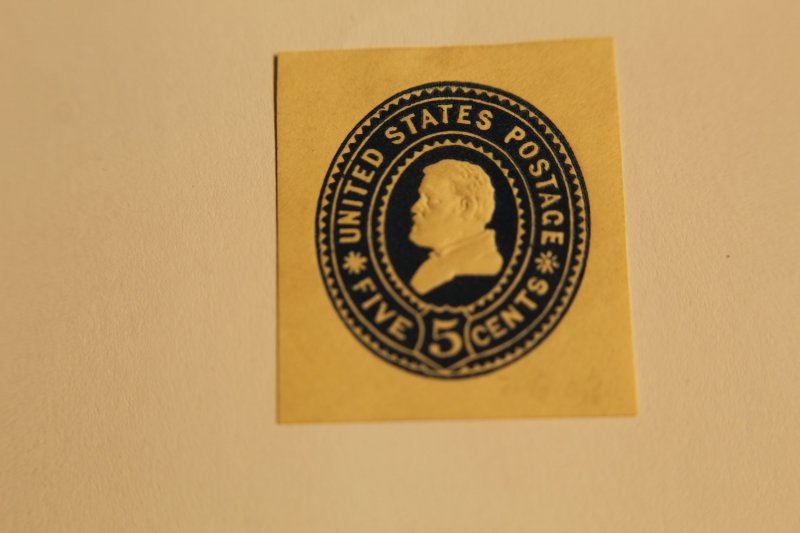 UNITED STATES POSTAGE
FIVE 5 CENTS